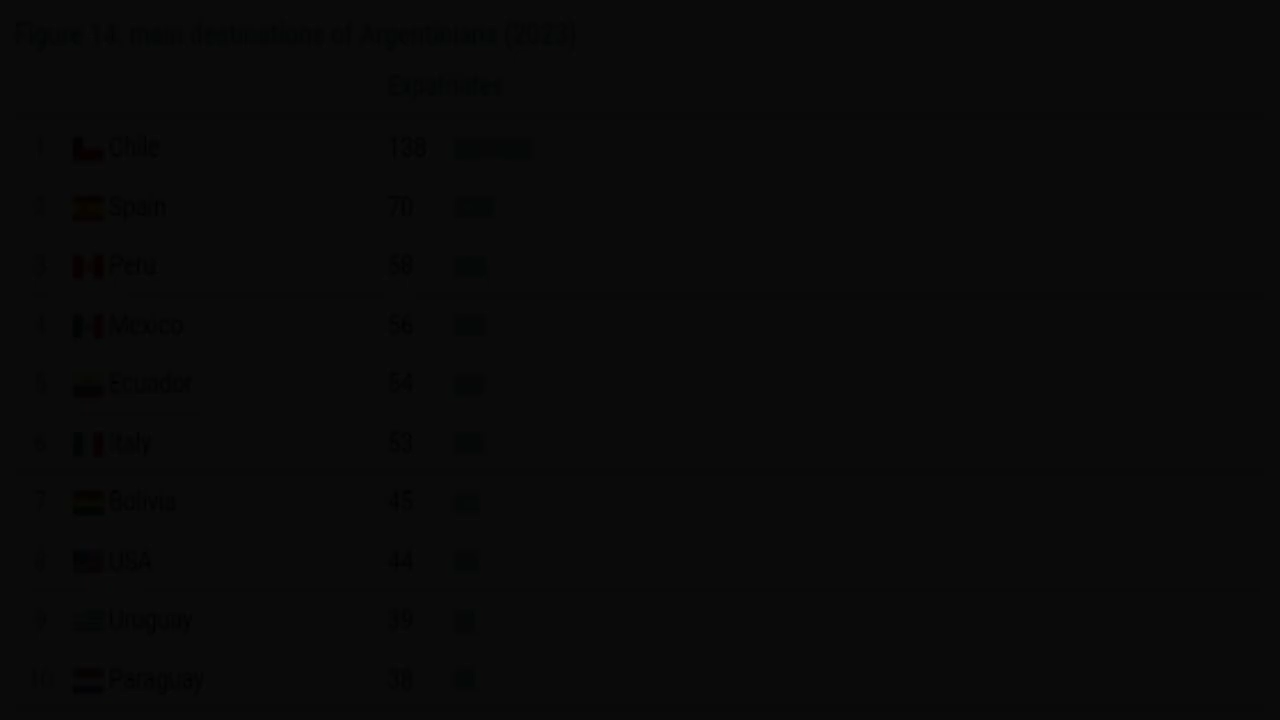 Figure 14: main destinations of Argentinians (2023)
Expatriates
1 Chile 138
2 Spain 70
3 Peru 58
4 Mexico 56
5 Ecuador 54
6 Italy 53
7 Bolivia 45
8 USA 44
9 Uruguay 39
10 Paraguay 38